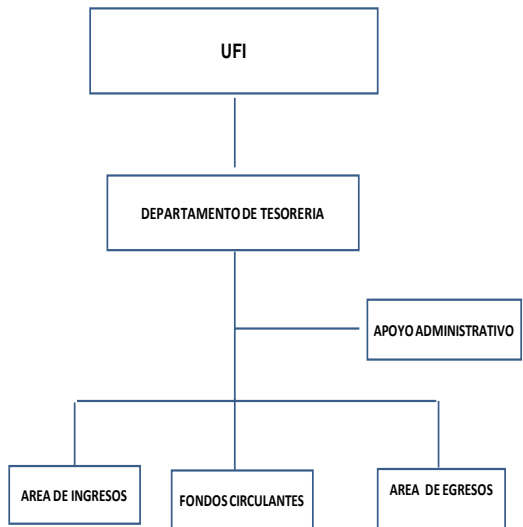 UFI
DEPARTAMENTO DE TESORERIA
APOYO ADMINISTRATIVO
AREA DE INGRESOS
FONDOS CIRCULANTES
AREA DE EGRESOS